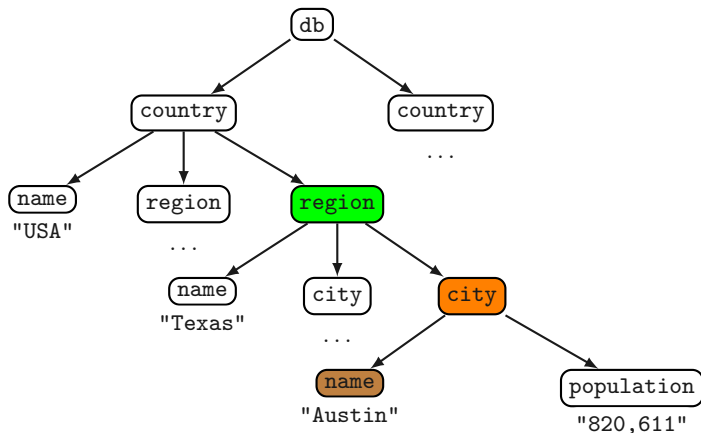 db
country country
...
name region region
"USA" ...
name city city
"Texas" ...
name population
"Austin" "820,611"